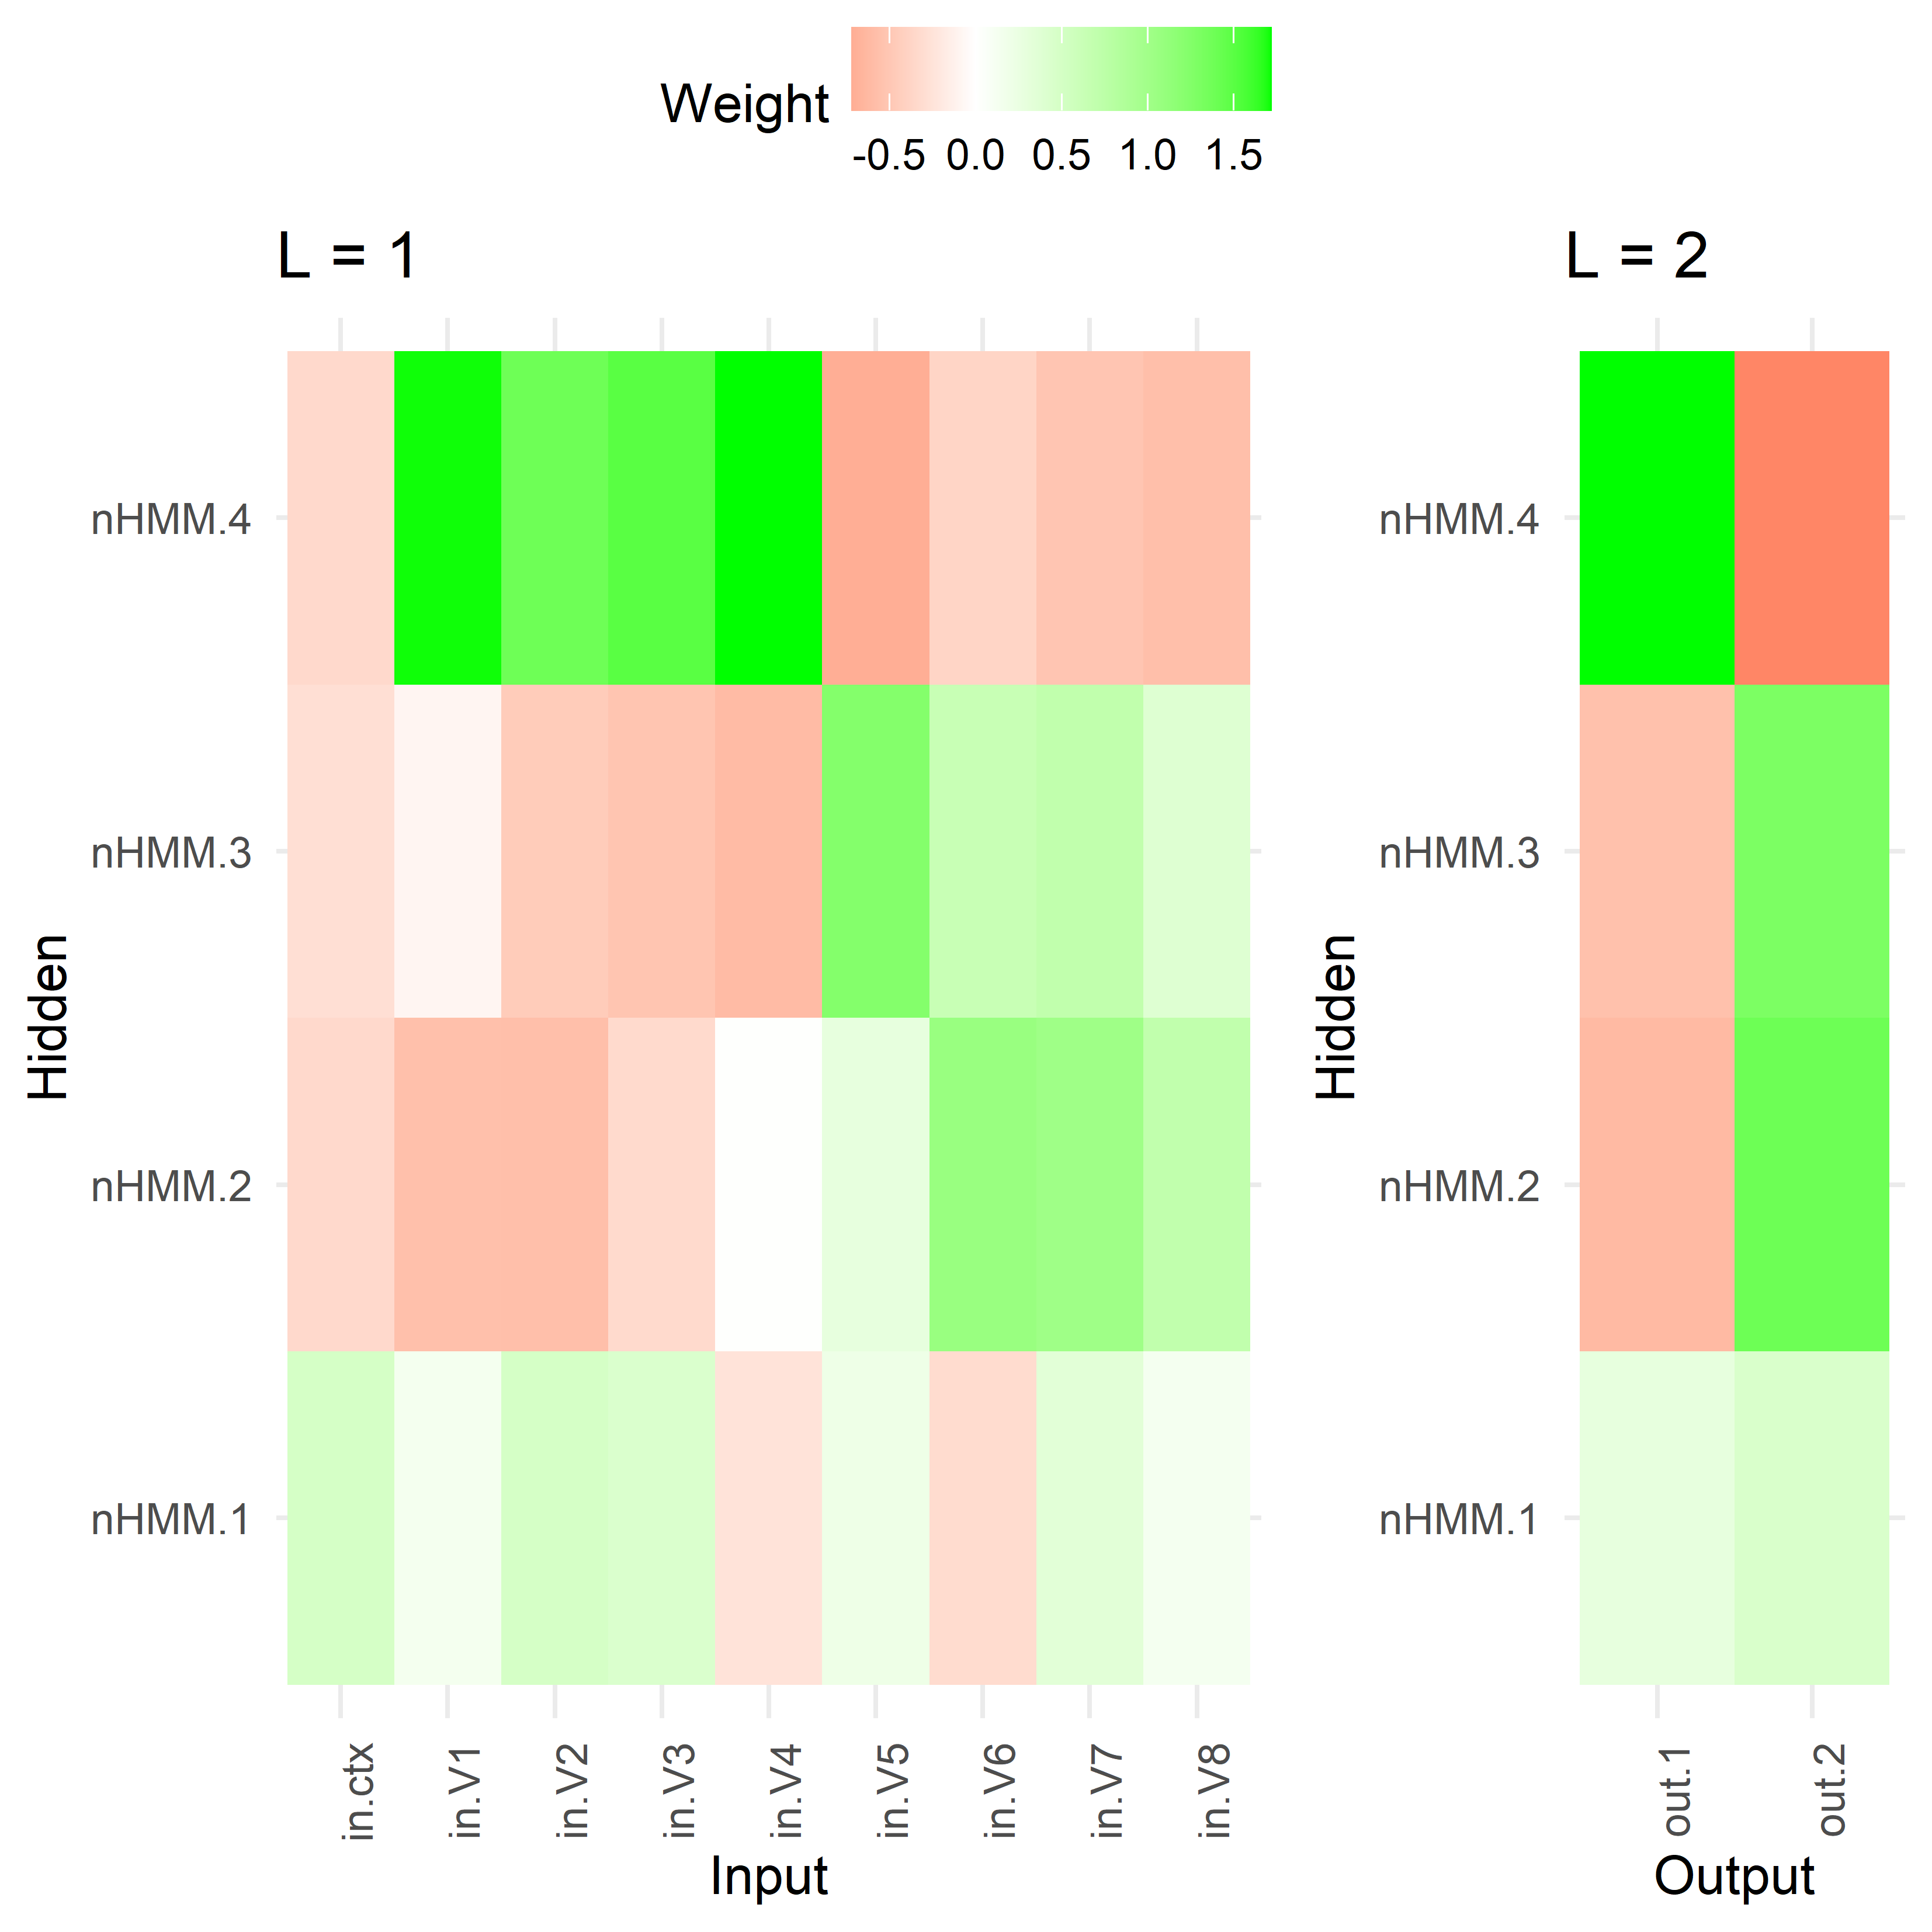 Weight
-0.5 0.0 0.5 1.0 1.5
L = 1
L = 2
Hidden
nHMM.4
nHMM.3
nHMM.2
nHMM.1
in.ctx in.V1 in.V2 in.V3 in.V4 in.V5 in.V6 in.V7 in.V8
Input
Hidden
nHMM.4
nHMM.3
nHMM.2
nHMM.1
out.1 out.2
Output